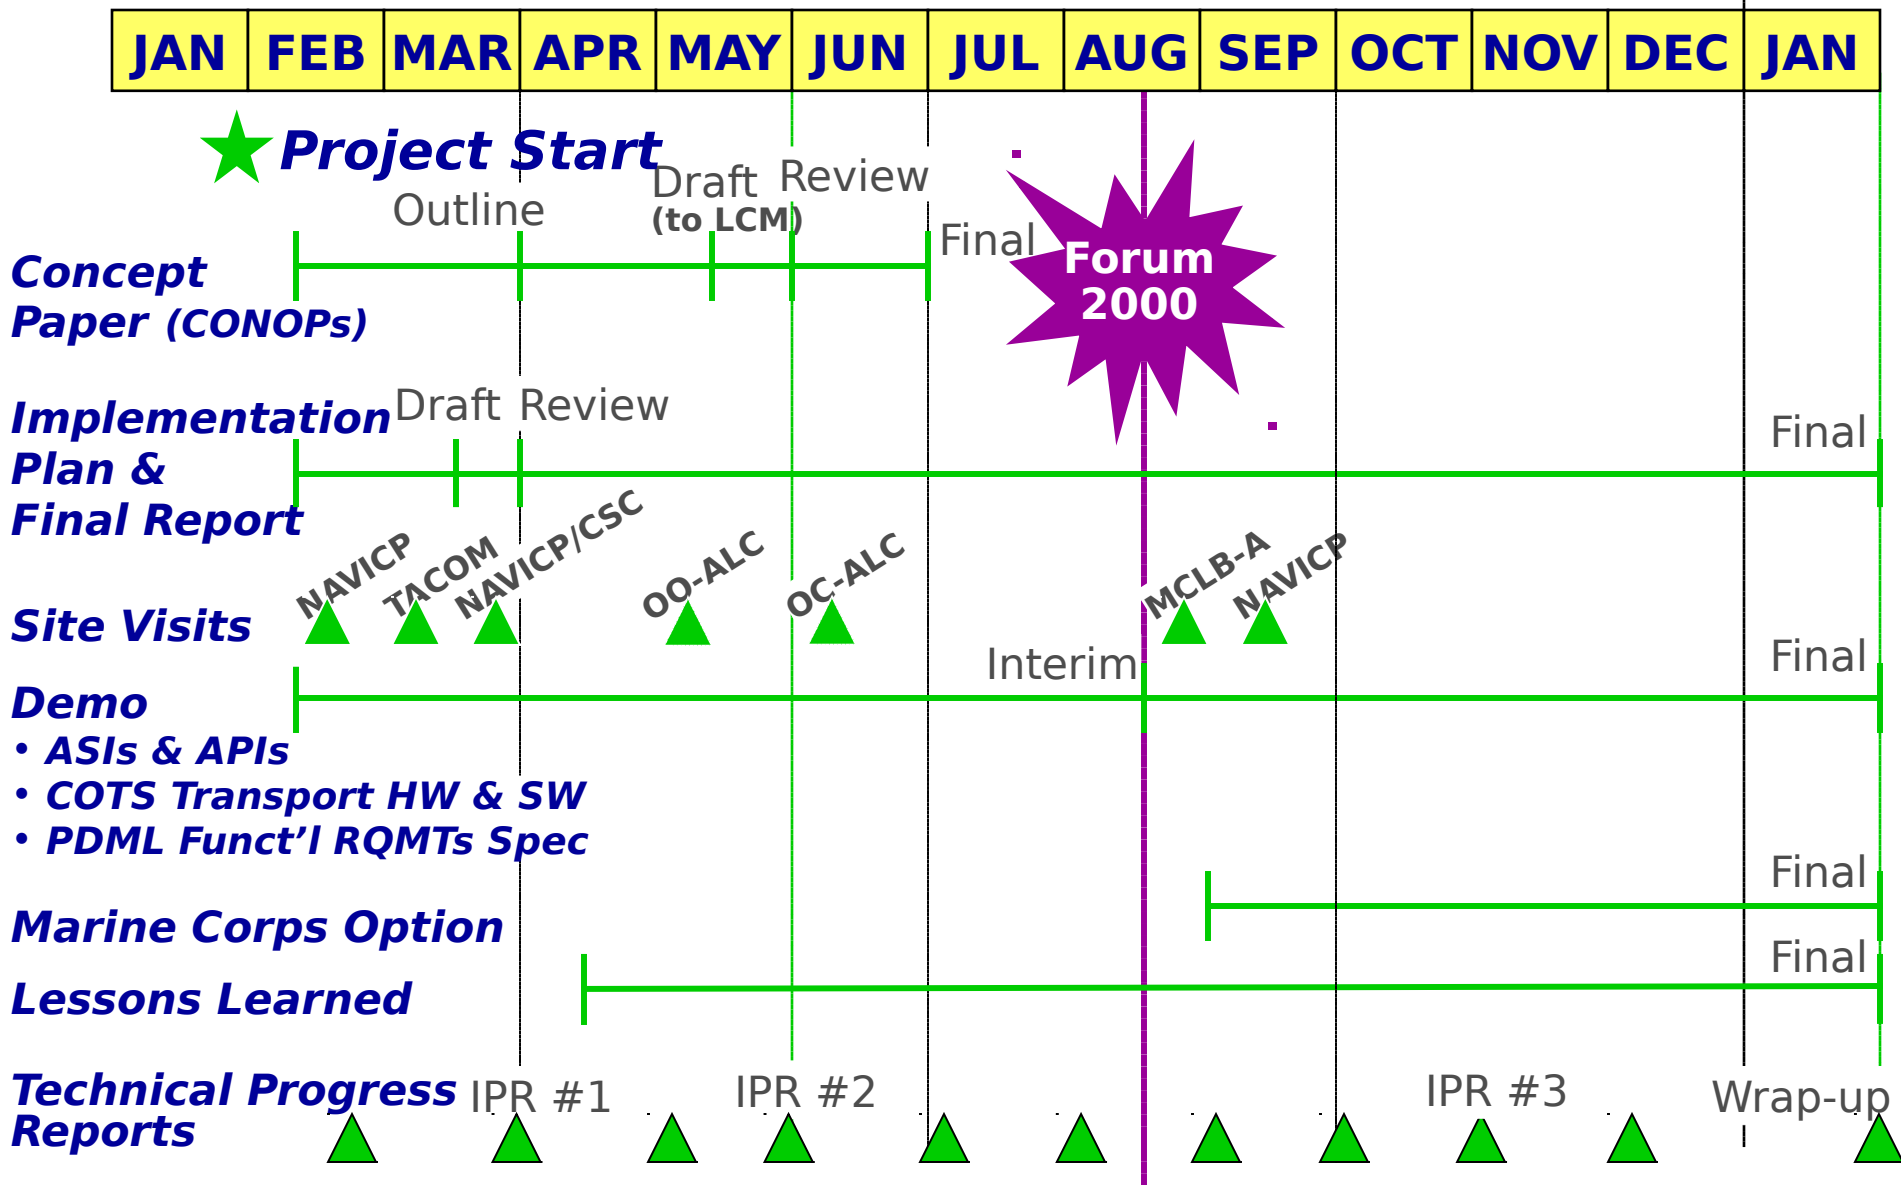 JAN FEB MAR APR MAY JUN JUL AUG SEP OCT NOV DEC JAN
Project Start
Outline
Draft
(to LCM)
Review
Final
Forum
2000
Concept
Paper (CONOPs)
Draft Review
Final
Implementation
Plan &
Final Report
NAVICP
TACOM
NAVICP/CSC
OO-ALC
OC-ALC
MCLB-A
NAVICP
Site Visits
Interim
Final
Demo
• ASIs & APIs
• COTS Transport HW & SW
• PDML Funct’l RQMTs Spec
Final
Marine Corps Option
Final
Lessons Learned
Technical Progress
Reports
IPR #1
IPR #2
IPR #3
Wrap-up